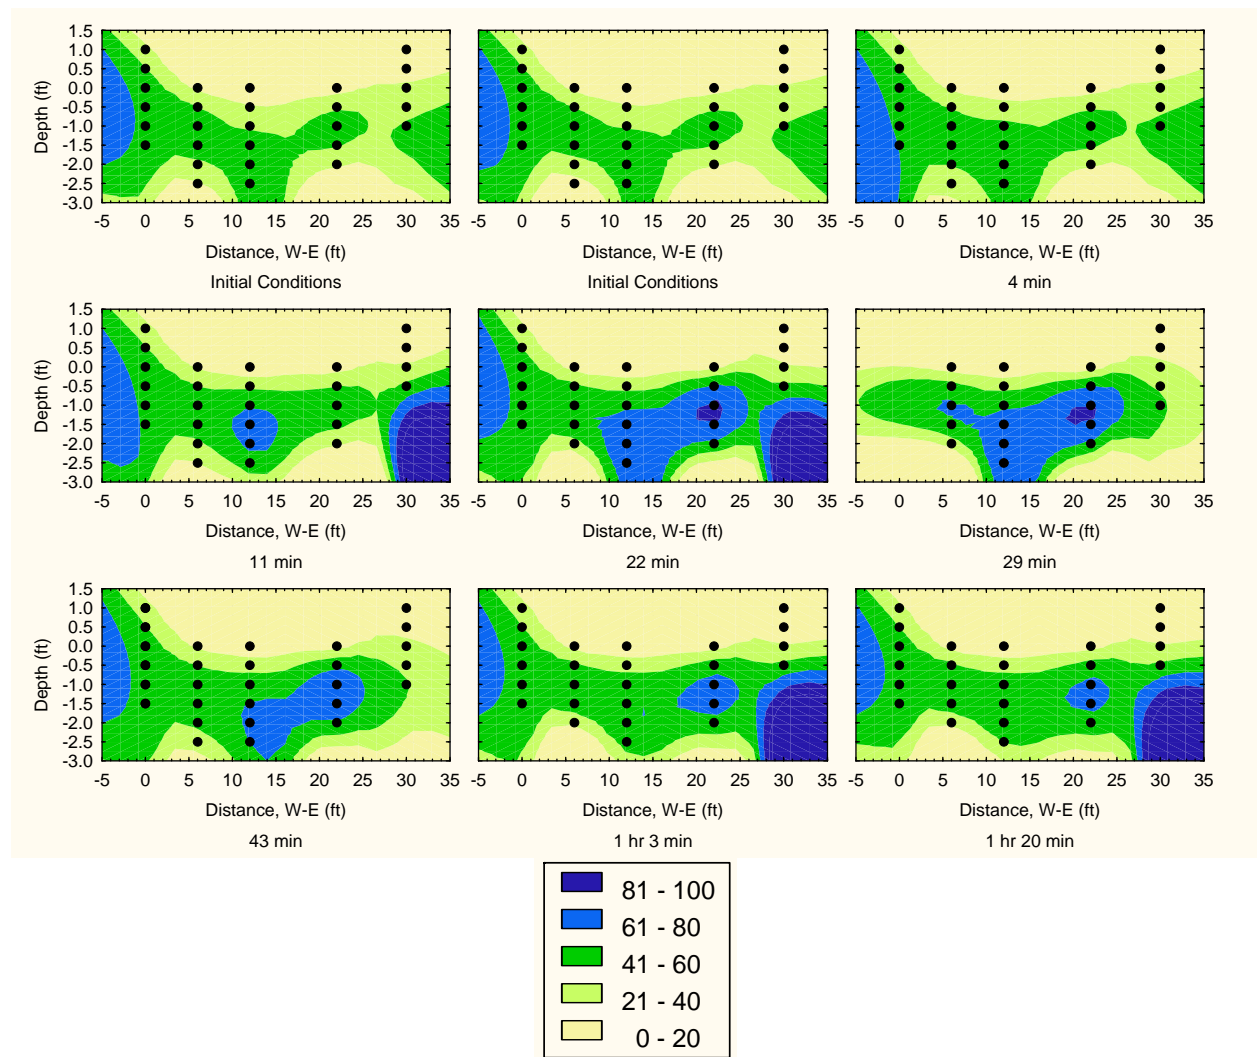 1.5
1.0
0.5
0.0
-0.5
-1.0
-1.5
-2.0
-2.5
-3.0
Depth (ft)
-5 0 5 10 15 20 25 30 35
-5 0 5 10 15 20 25 30 35
-5 0 5 10 15 20 25 30 35
Distance, W-E (ft)
Distance, W-E (ft)
Distance, W-E (ft)
Initial Conditions
Initial Conditions
4 min
1.5
1.0
0.5
0.0
-0.5
-1.0
-1.5
-2.0
-2.5
-3.0
Depth (ft)
-5 0 5 10 15 20 25 30 35
-5 0 5 10 15 20 25 30 35
-5 0 5 10 15 20 25 30 35
Distance, W-E (ft)
Distance, W-E (ft)
Distance, W-E (ft)
11 min
22 min
29 min
1.5
1.0
0.5
0.0
-0.5
-1.0
-1.5
-2.0
-2.5
-3.0
Depth (ft)
-5 0 5 10 15 20 25 30 35
-5 0 5 10 15 20 25 30 35
-5 0 5 10 15 20 25 30 35
Distance, W-E (ft)
Distance, W-E (ft)
Distance, W-E (ft)
43 min
1 hr 3 min
1 hr 20 min
81 - 100
61 - 80
41 - 60
21 - 40
0 - 20